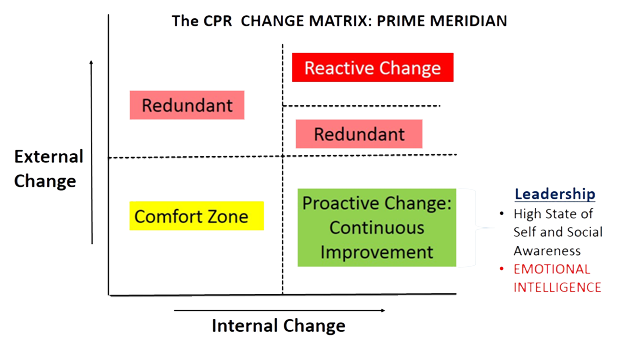 The CPR CHANGE MATRIX: PRIME MERIDIAN
Reactive Change
Redundant
Redundant
External
Change
Comfort Zone
Proactive Change:
Continuous
Improvement
Leadership
• High State of
Self and Social
Awareness
• EMOTIONAL
INTELLIGENCE
Internal Change